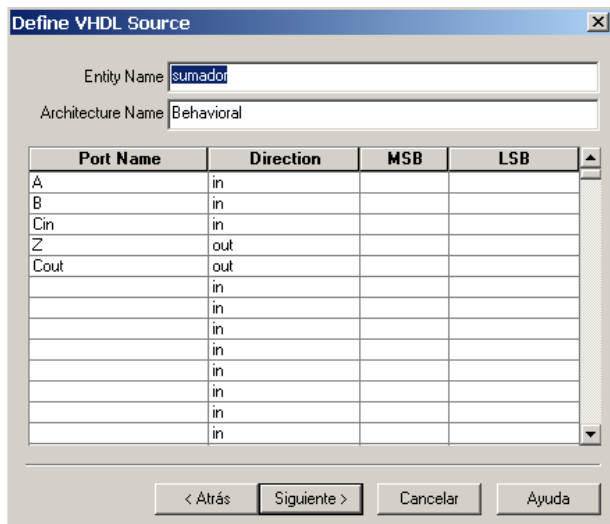 Define VHDL Source
Entity Name sumador
Architecture Name Behavioral
Port Name Direction MSB LSB
A in
B in
Cin in
Z out
Cout out
in
in
in
in
in
in
in
in
< Atrás Siguiente > Cancelar Ayuda